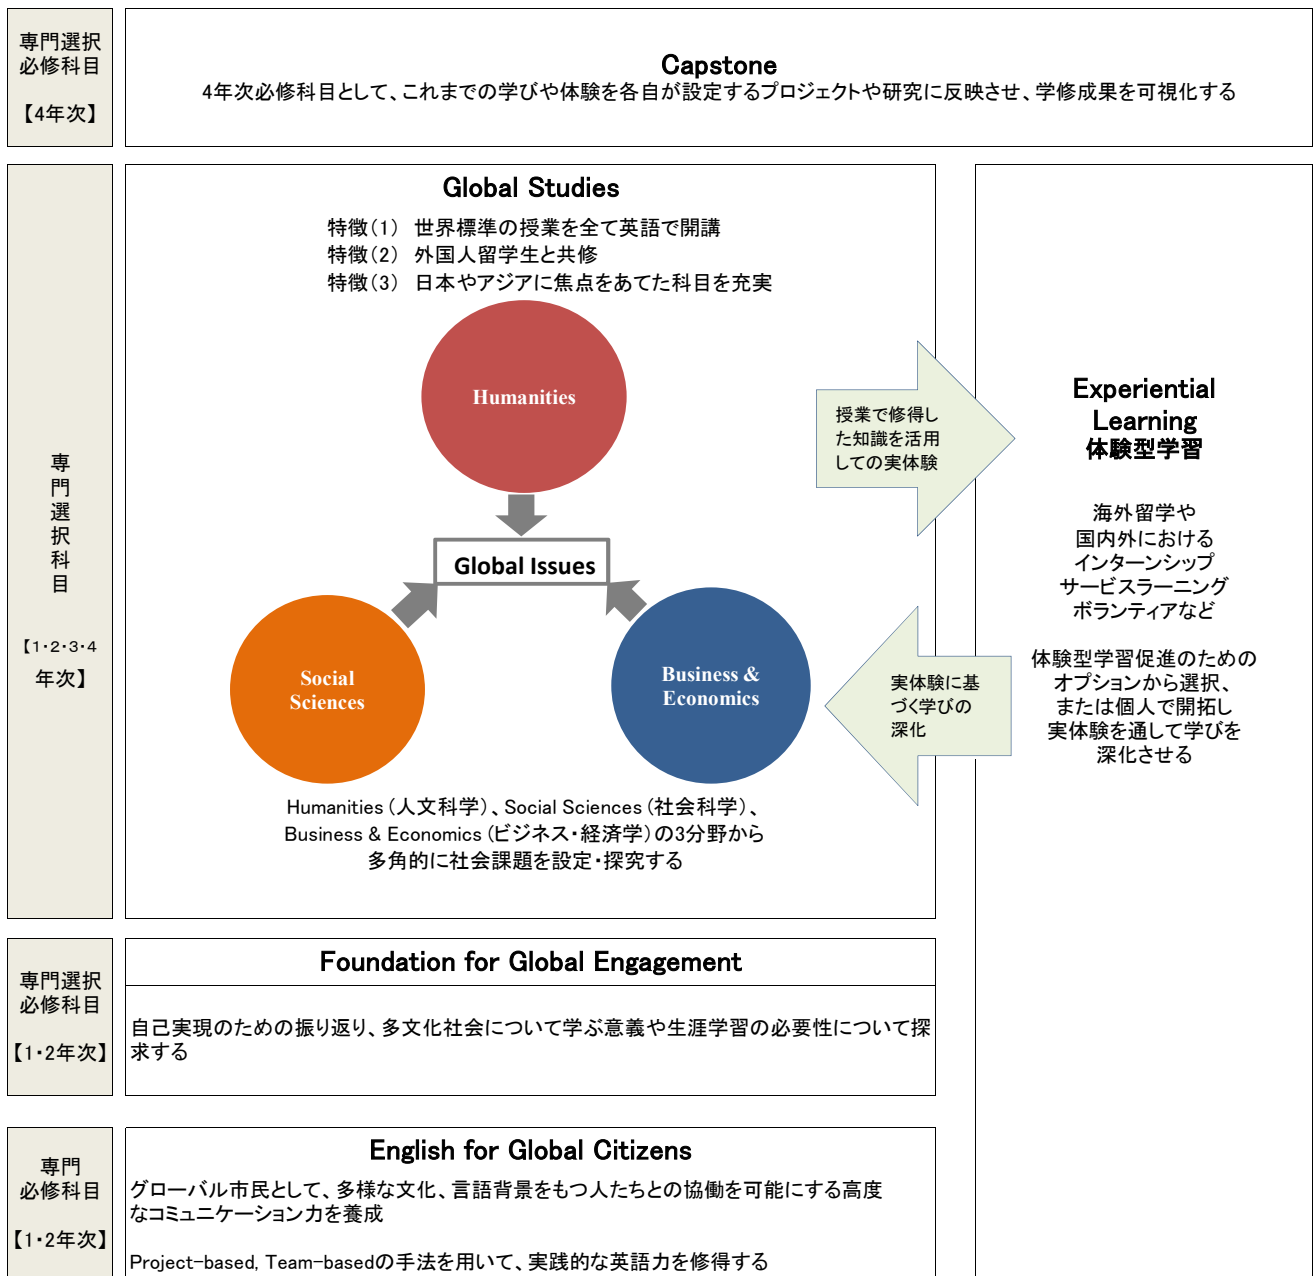 専門選択
必修科目
【4年次】
Capstone
4年次必修科目として、これまでの学びや体験を各自が設定するプロジェクトや研究に反映させ、学修成果を可視化する
専
門
選
択
科
目
【1・2・3・4
年次】
Global Studies
特徴(1) 世界標準の授業を全て英語で開講
特徴(2) 外国人留学生と共修
特徴(3) 日本やアジアに焦点をあてた科目を充実
Humanities
Global Issues
Social
Sciences
Business &
Economics
Humanities (人文科学)、Social Sciences (社会科学)、
Business & Economics (ビジネス・経済学)の3分野から
多角的に社会課題を設定・探究する
授業で修得し
た知識を活用
しての実体験
実体験に基
づく学びの
深化
Experiential
Learning
体験型学習
海外留学や
国内外における
インターンシップ
サービスラーニング
ボランティアなど
体験型学習促進のための
オプションから選択、
または個人で開拓し
実体験を通して学びを
深化させる
専門選択
必修科目
【1・2年次】
Foundation for Global Engagement
自己実現のための振り返り、多文化社会について学ぶ意義や生涯学習の必要性について探
求する
専門
必修科目
【1・2年次】
English for Global Citizens
グローバル市民として、多様な文化、言語背景をもつ人たちとの協働を可能にする高度
なコミュニケーション力を養成
Project-based, Team-basedの手法を用いて、実践的な英語力を修得する